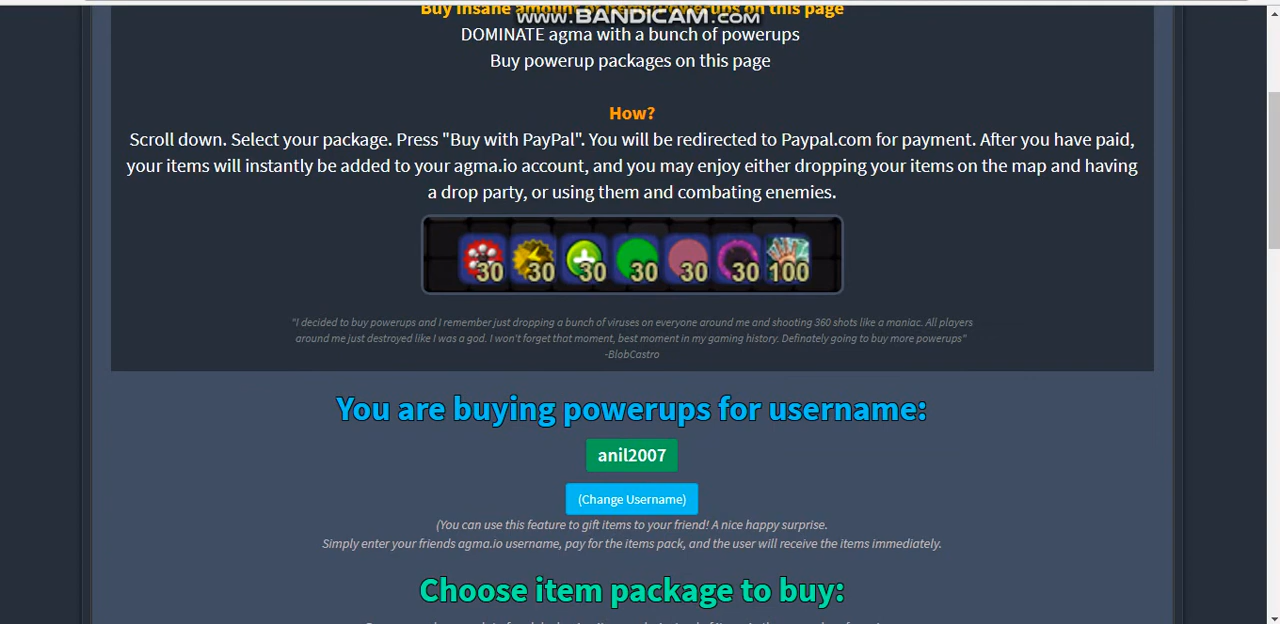 Buy insane amount of items/powerups on this page
www.BANDICAM.com
DOMINATE agma with a bunch of powerups
Buy powerup packages on this page
How?
Scroll down. Select your package. Press "Buy with PayPal". You will be redirected to Paypal.com for payment. After you have paid,
your items will instantly be added to your agma.io account, and you may enjoy either dropping your items on the map and having
a drop party, or using them and combating enemies.
30 30 30 30 30 30 100
"I decided to buy powerups and I remember just dropping a bunch of viruses on everyone around me and shooting 360 shots like a maniac. All players
around me just destroyed like I was a god. I won't forget that moment, best moment in my gaming history. Definately going to buy more powerups"
-BlobCastro
You are buying powerups for username:
anil2007
(Change Username)
(You can use this feature to gift items to your friend! A nice happy surprise.
Simply enter your friends agma.io username, pay for the items pack, and the user will receive the items immediately.
Choose item package to buy: